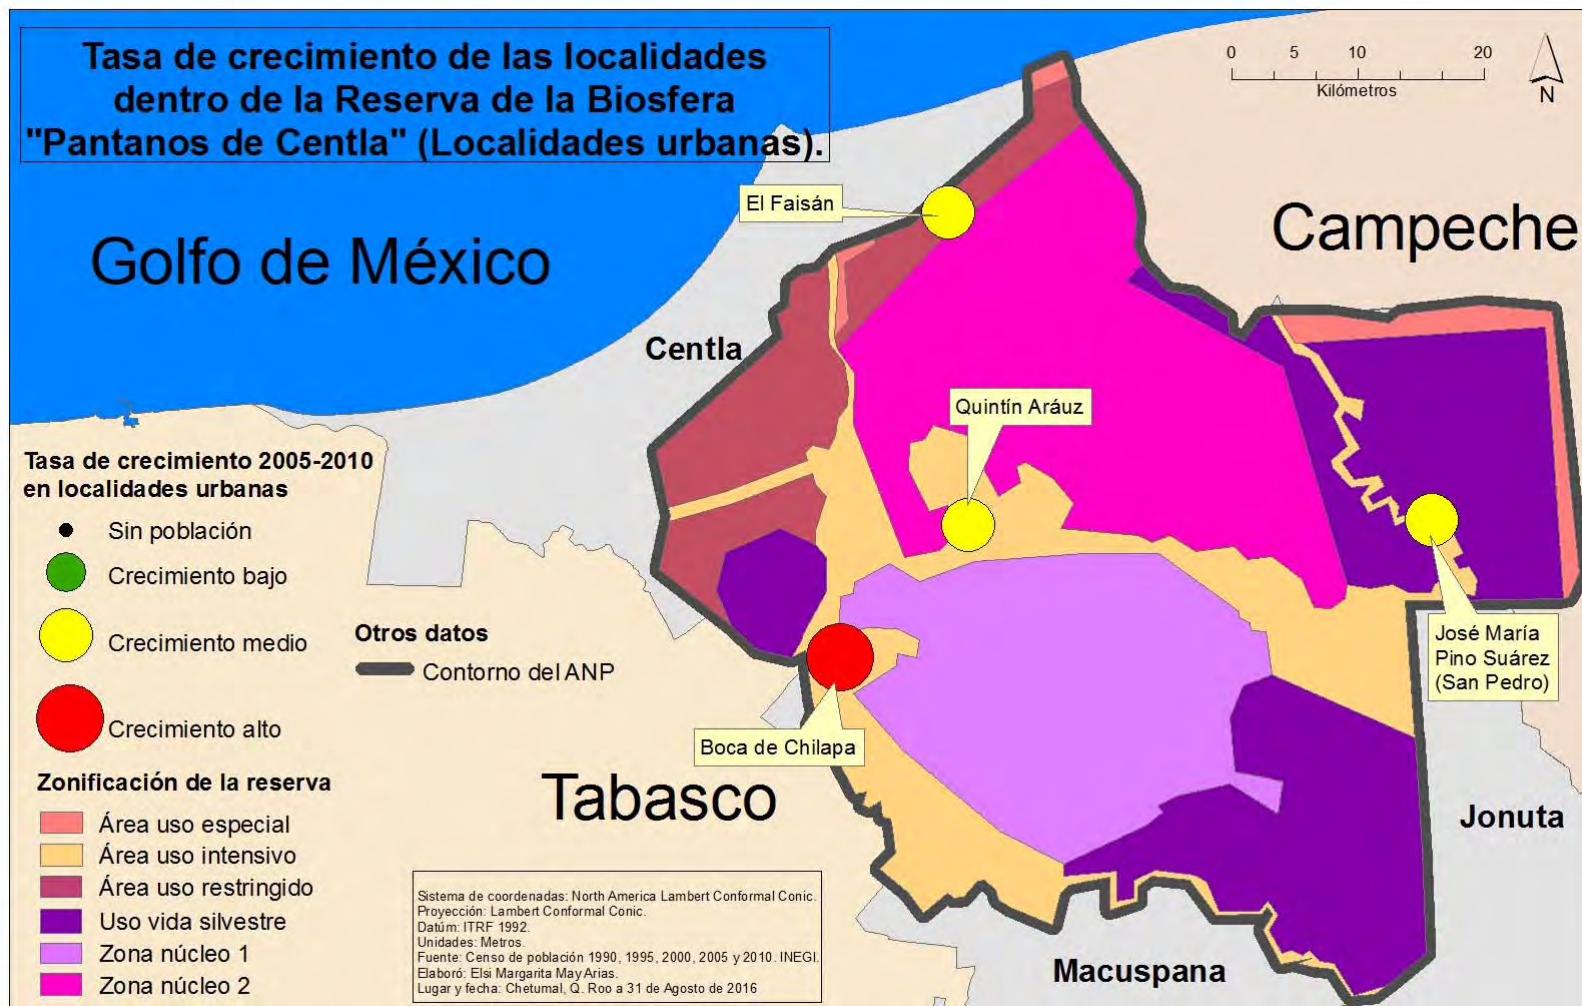 Tasa de crecimiento de las localidades
dentro de la Reserva de la Biosfera
"Pantanos de Centla" (Localidades urbanas).
0 5 10 20
Kilómetros
N
El Faisán
Campeche
Golfo de México
Centla
Quintín Aráuz
Tasa de crecimiento 2005-2010
en localidades urbanas
Sin población
Crecimiento bajo
Crecimiento medio
Crecimiento alto
Otros datos
Contorno del ANP
José María
Pino Suárez
(San Pedro)
Boca de Chilapa
Tabasco
Jonuta
Macuspana
Zonificación de la reserva
Área uso especial
Área uso intensivo
Área uso restringido
Uso vida silvestre
Zona núcleo 1
Zona núcleo 2
Sistema de coordenadas: North America Lambert Conformal Conic.
Proyección: Lambert Conformal Conic.
Datúm: ITRF 1992.
Unidades: Metros.
Fuente: Censo de población 1990, 1995, 2000, 2005 y 2010. INEGI.
Elaboró: Elsi Margarita May Arias.
Lugar y fecha: Chetumal, Q. Roo a 31 de Agosto de 2016